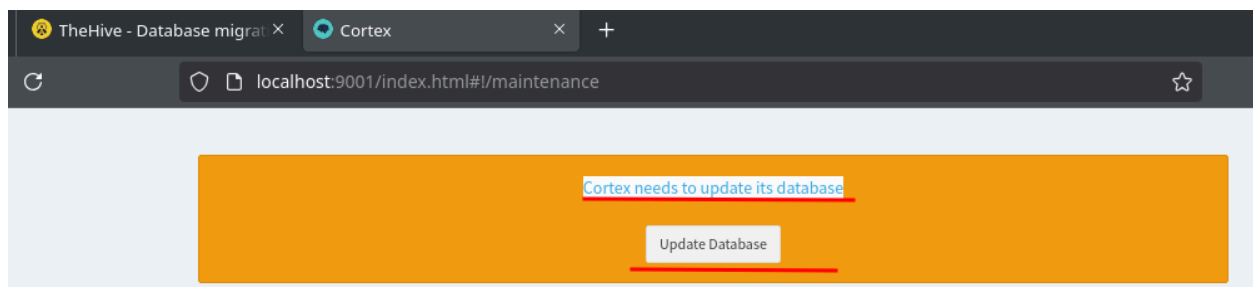 TheHive - Database migrat
Cortex
localhost:9001/index.html#!/maintenance
Cortex needs to update its database
Update Database